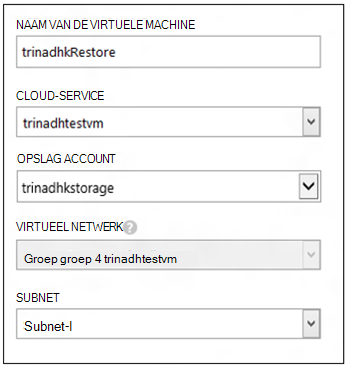 NAAM VAN DE VIRTUELE MACHINE
trinadhkRestore
CLOUD-SERVICE
trinadhtestvm
OPSLAG ACCOUNT
trinadhkstorage
VIRTUEEL NETWERK ?
Groep groep 4 trinadhtestvm
SUBNET
Subnet-l